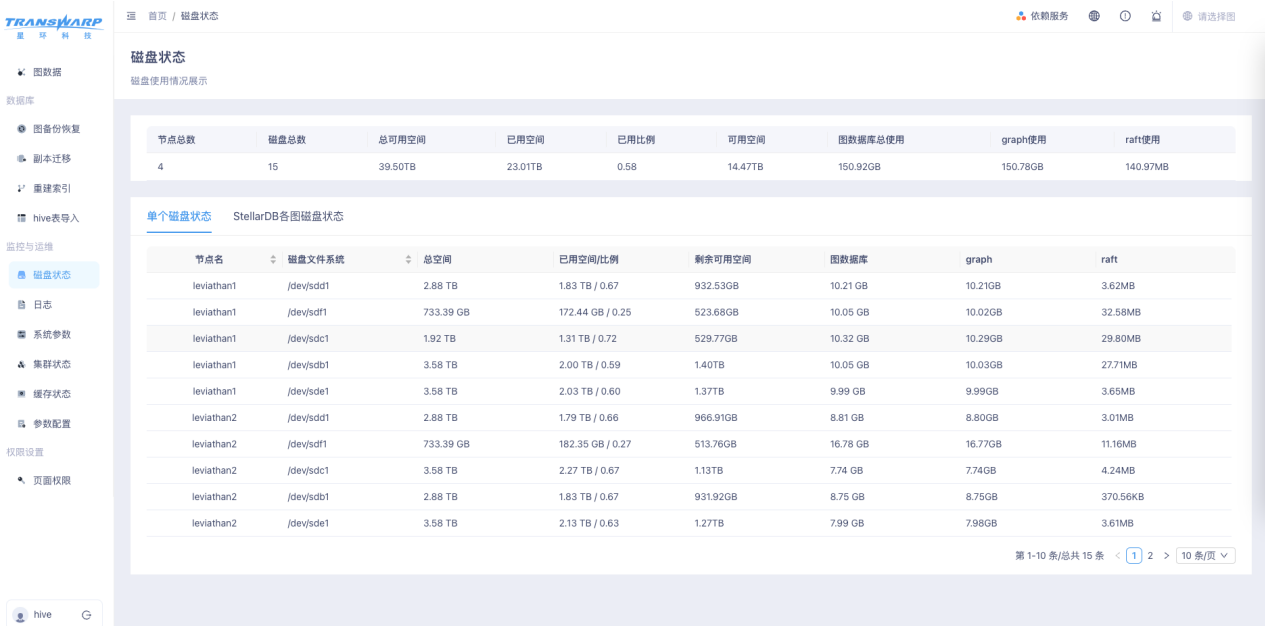 TRANSWARP
星 环 科 技
首页 / 磁盘状态
依赖服务
请选择图
磁盘状态
磁盘使用情况展示
图数据
数据库
图备份恢复
副本迁移
重建索引
hive表导入
监控与运维
磁盘状态
日志
系统参数
集群状态
缓存状态
参数配置
权限设置
页面权限
hive
节点总数 磁盘总数 总可用空间 已用空间 已用比例 可用空间 图数据库总使用 graph使用 raft使用
4 15 39.50TB 23.01TB 0.58 14.47TB 150.92GB 150.78GB 140.97MB
单个磁盘状态 StellarDB各图磁盘状态
节点名 磁盘文件系统 总空间 已用空间/比例 剩余可用空间 图数据库 graph raft
leviathan1 /dev/sdd1 2.88 TB 1.83 TB / 0.67 932.53GB 10.21 GB 10.21GB 3.62MB
leviathan1 /dev/sdf1 733.39 GB 172.44 GB / 0.25 523.68GB 10.05 GB 10.02GB 32.58MB
leviathan1 /dev/sdc1 1.92 TB 1.31 TB / 0.72 529.77GB 10.32 GB 10.29GB 29.80MB
leviathan1 /dev/sdb1 3.58 TB 2.00 TB / 0.59 1.40TB 10.05 GB 10.03GB 27.71MB
leviathan1 /dev/sde1 3.58 TB 2.03 TB / 0.60 1.37TB 9.99 GB 9.99GB 3.65MB
leviathan2 /dev/sdd1 2.88 TB 1.79 TB / 0.66 966.91GB 8.81 GB 8.80GB 3.01MB
leviathan2 /dev/sdf1 733.39 GB 182.35 GB / 0.27 513.76GB 16.78 GB 16.77GB 11.16MB
leviathan2 /dev/sdc1 3.58 TB 2.27 TB / 0.67 1.13TB 7.74 GB 7.74GB 4.24MB
leviathan2 /dev/sdb1 2.88 TB 1.83 TB / 0.67 931.92GB 8.75 GB 8.75GB 370.56KB
leviathan2 /dev/sde1 3.58 TB 2.13 TB / 0.63 1.27TB 7.99 GB 7.98GB 3.61MB
第 1-10 条/总共 15 条 < 1 2 > 10 条/页